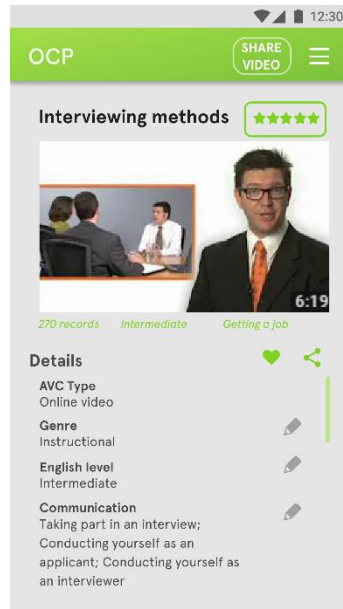 12:30
OCP
SHARE
VIDEO
Interviewing methods
6:19
270 records Intermediate Getting a job
Details
AVC Type
Online video
Genre
Instructional
English level
Intermediate
Communication
Taking part in an interview;
Conducting yourself as an
applicant; Conducting yourself as
an interviewer